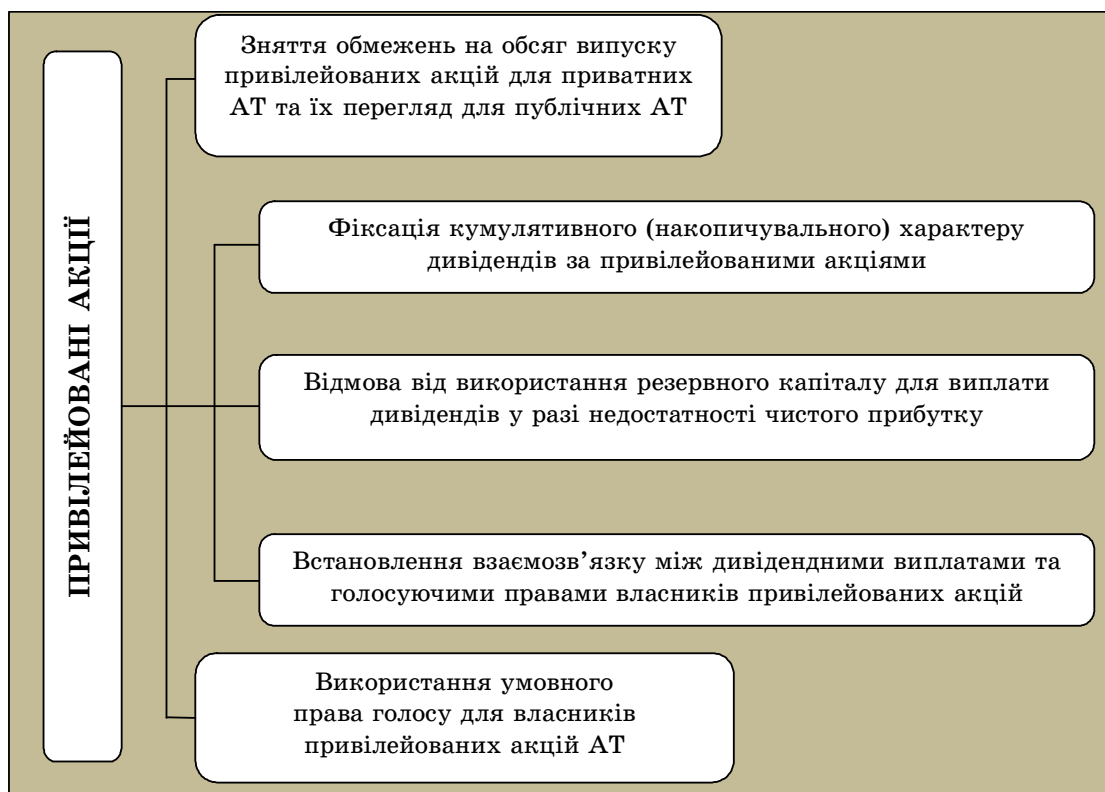 ПРИВІЛЕЙОВАНІ АКЦІЇ
Зняття обмежень на обсяг випуску
привілейованих акцій для приватних
АТ та їх перегляд для публічних АТ
Фіксація кумулятивного (накопичувального) характеру
дивідендів за привілейованими акціями
Відмова від використання резервного капіталу для виплати
дивідендів у разі недостатності чистого прибутку
Встановлення взаємозв’язку між дивідендними виплатами та
голосуючими правами власників привілейованих акцій
Використання умовного
права голосу для власників
привілейованих акцій АТ